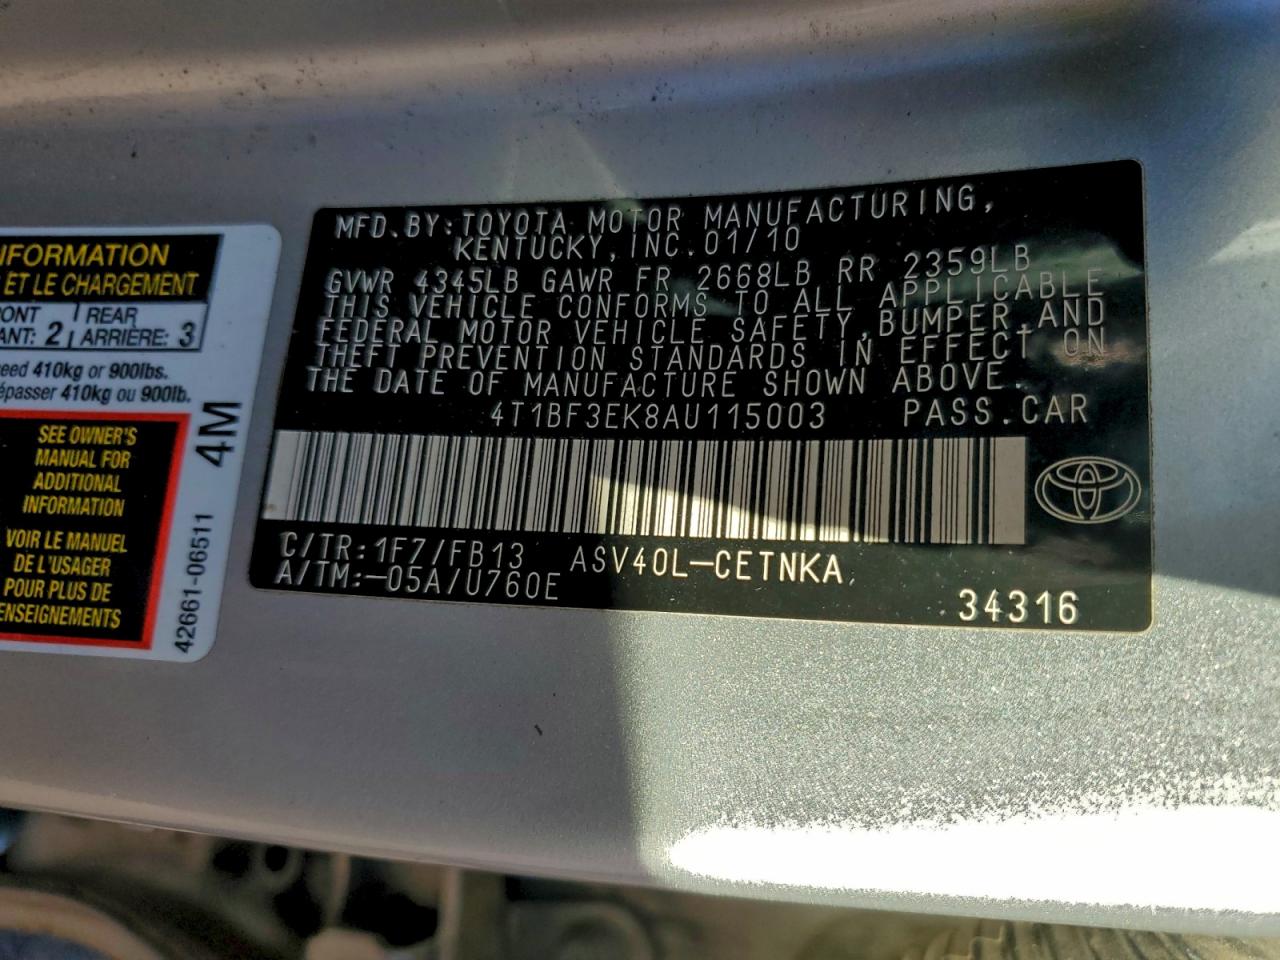 NFORMATION
ET LE CHARGEMENT
RONT REAR
ANT: 2 ARRIÈRE: 3
eed 410kg or 900lbs.
épasser 410kg ou 900lb.
SEE OWNER'S
MANUAL FOR
ADDITIONAL
INFORMATION
VOIR LE MANUEL
DE L'USAGER
POUR PLUS DE
ENSEIGNEMENTS
4M
42661-06511
MFD.BY:TOYOTA MOTOR MANUFACTURING,
KENTUCKY,INC.01/10
GVWR 4345LB GAWR FR 2668LB RR 2359LB
THIS VEHICLE CONFORMS TO ALL APPLICABLE
FEDERAL MOTOR VEHICLE SAFETY,BUMPER,AND
THEFT PREVENTION STANDARDS IN EFFECT ON
THE DATE OF MANUFACTURE SHOWN ABOVE.
4T1BF3EK8AU115003 PASS.CAR
C/TR:1F7/FB13 ASV40L-CETNKA
A/TM:-05A/U760E
34316